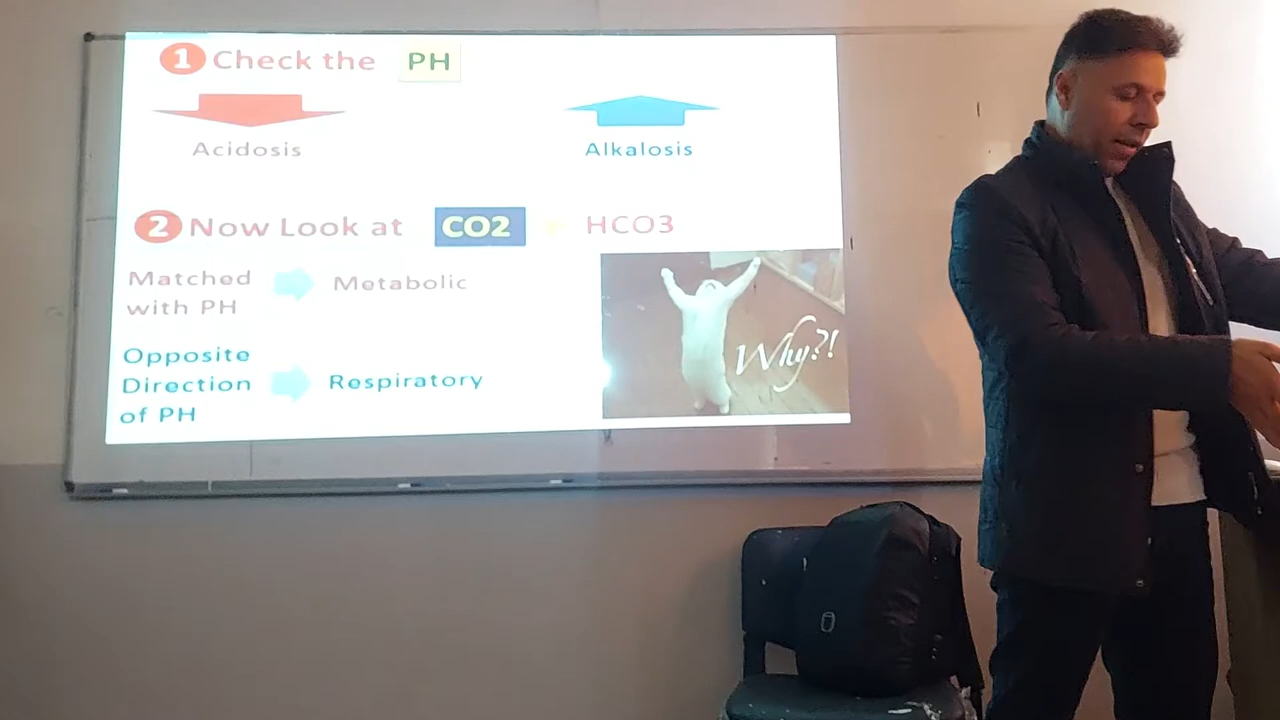 1 Check the PH
Acidosis
Alkalosis
2 Now Look at CO2 HCO3
Matched
with PH
Metabolic
Opposite
Direction
of PH
Respiratory
Why?!